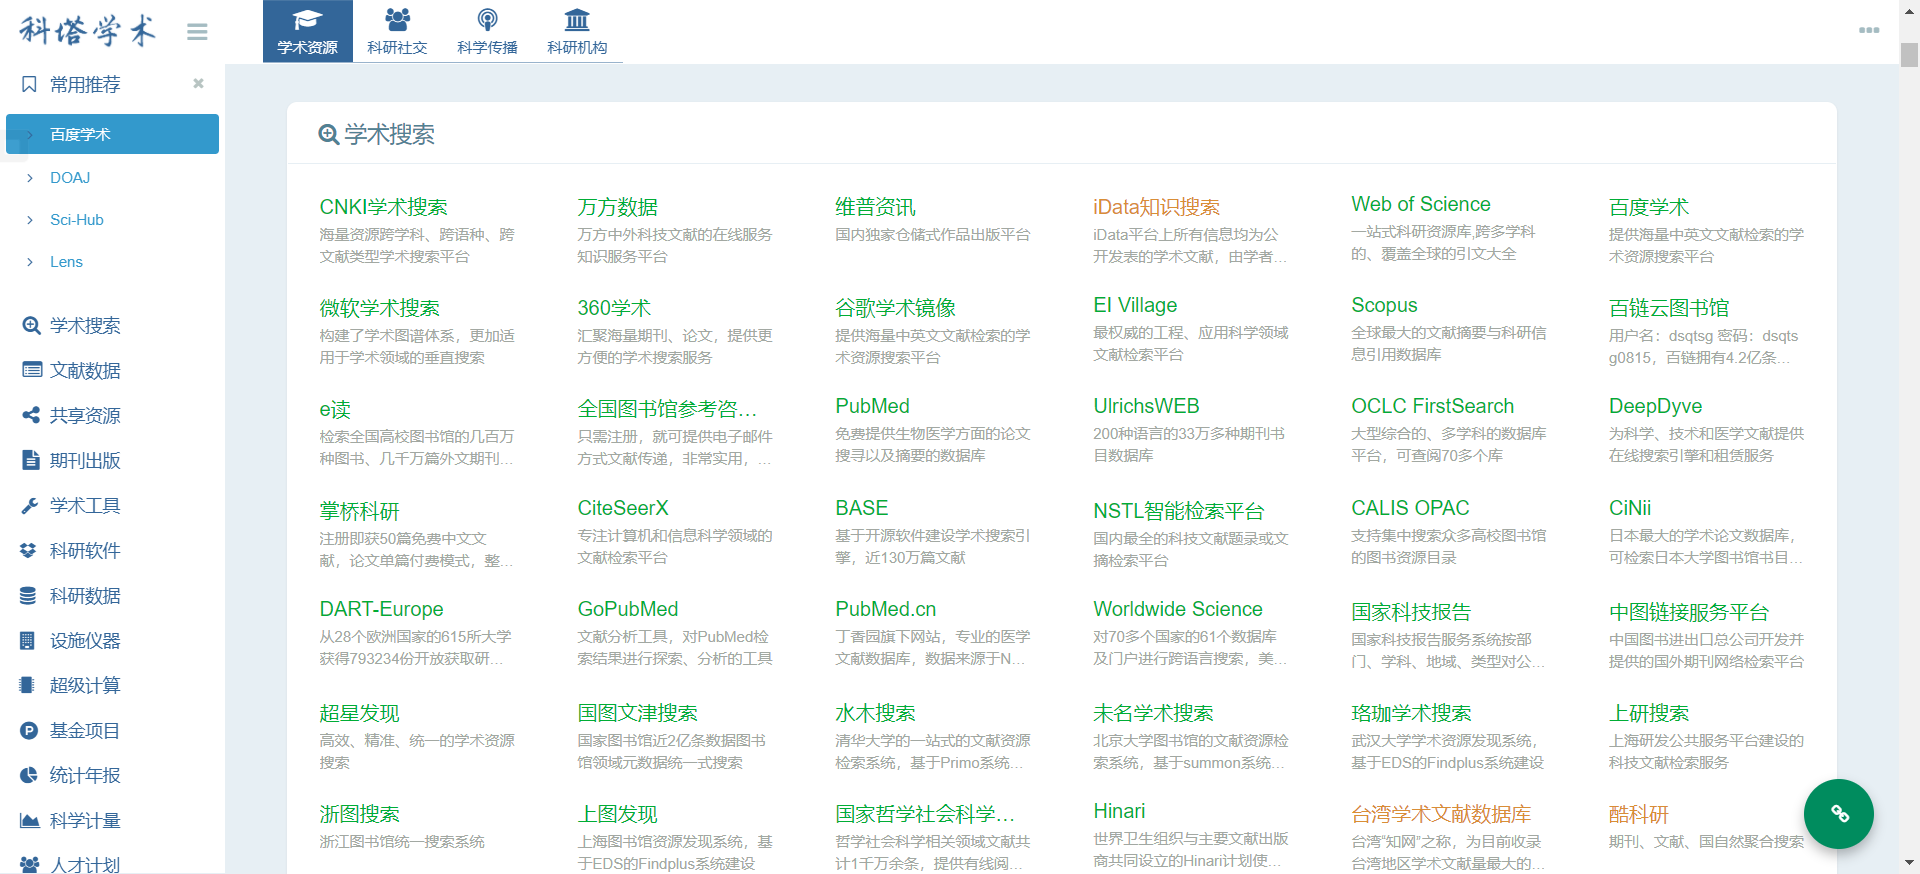 科塔学术
学术资源
科研社交
科学传播
科研机构
常用推荐
百度学术
DOAJ
Sci-Hub
Lens
学术搜索
文献数据
共享资源
期刊出版
学术工具
科研软件
科研数据
设施仪器
超级计算
基金项目
统计年报
科学计量
人才计划
学术搜索
CNKI学术搜索
海量资源跨学科、跨语种、跨
文献类型学术搜索平台
万方数据
万方中外科技文献的在线服务
知识服务平台
维普资讯
国内独家仓储式作品出版平台
iData知识搜索
iData平台上所有信息均为公
开发表的学术文献，由学者…
Web of Science
一站式科研资源库,跨多学科
的、覆盖全球的引文大全
百度学术
提供海量中英文文献检索的学
术资源搜索平台
微软学术搜索
构建了学术图谱体系，更加适
用于学术领域的垂直搜索
360学术
汇聚海量期刊、论文，提供更
方便的学术搜索服务
谷歌学术镜像
提供海量中英文文献检索的学
术资源搜索平台
EI Village
最权威的工程、应用科学领域
文献检索平台
Scopus
全球最大的文献摘要与科研信
息引用数据库
百链云图书馆
用户名：dsqtsg 密码：dsqts
g0815，百链拥有4.2亿条…
e读
检索全国高校图书馆的几百万
种图书、几千万篇外文期刊…
全国图书馆参考咨…
只需注册，就可提供电子邮件
方式文献传递，非常实用，…
PubMed
免费提供生物医学方面的论文
搜寻以及摘要的数据库
UlrichsWEB
200种语言的33万多种期刊书
目数据库
OCLC FirstSearch
大型综合的、多学科的数据库
平台，可查阅70多个库
DeepDyve
为科学、技术和医学文献提供
在线搜索引擎和租赁服务
掌桥科研
注册即获50篇免费中文文
献，论文单篇付费模式，整…
CiteSeerX
专注计算机和信息科学领域的
文献检索平台
BASE
基于开源软件建设学术搜索引
擎，近130万篇文献
NSTL智能检索平台
国内最全的科技文献题录或文
摘检索平台
CALIS OPAC
支持集中搜索众多高校图书馆
的图书资源目录
CiNii
日本最大的学术论文数据库，
可检索日本大学图书馆书目…
DART-Europe
从28个欧洲国家的615所大学
获得793234份开放获取研…
GoPubMed
文献分析工具，对PubMed检
索结果进行探索、分析的工具
PubMed.cn
丁香园旗下网站，专业的医学
文献数据库，数据来源于N…
Worldwide Science
对70多个国家的61个数据库
及门户进行跨语言搜索，美…
国家科技报告
国家科技报告服务系统按部
门、学科、地域、类型对公…
中图链接服务平台
中国图书进出口总公司开发并
提供的国外期刊网络检索平台
超星发现
高效、精准、统一的学术资源
搜索
国图文津搜索
国家图书馆近2亿条数据图书
馆领域元数据统一式搜索
水木搜索
清华大学的一站式的文献资源
检索系统，基于Primo系统…
未名学术搜索
北京大学图书馆的文献资源检
索系统，基于summon系统…
珞珈学术搜索
武汉大学学术资源发现系统，
基于EDS的Findplus系统建设
上研搜索
上海研发公共服务平台建设的
科技文献检索服务
浙图搜索
浙江图书馆统一搜索系统
上图发现
上海图书馆资源发现系统，基
于EDS的Findplus系统建设
国家哲学社会科学…
哲学社会科学相关领域文献共
计1千万余条，提供有线阅…
Hinari
世界卫生组织与主要文献出版
商共同设立的Hinari计划使…
台湾学术文献数据库
台湾“知网”之称，为目前收录
台湾地区学术文献量最大的…
酷科研
期刊、文献、国自然聚合搜索